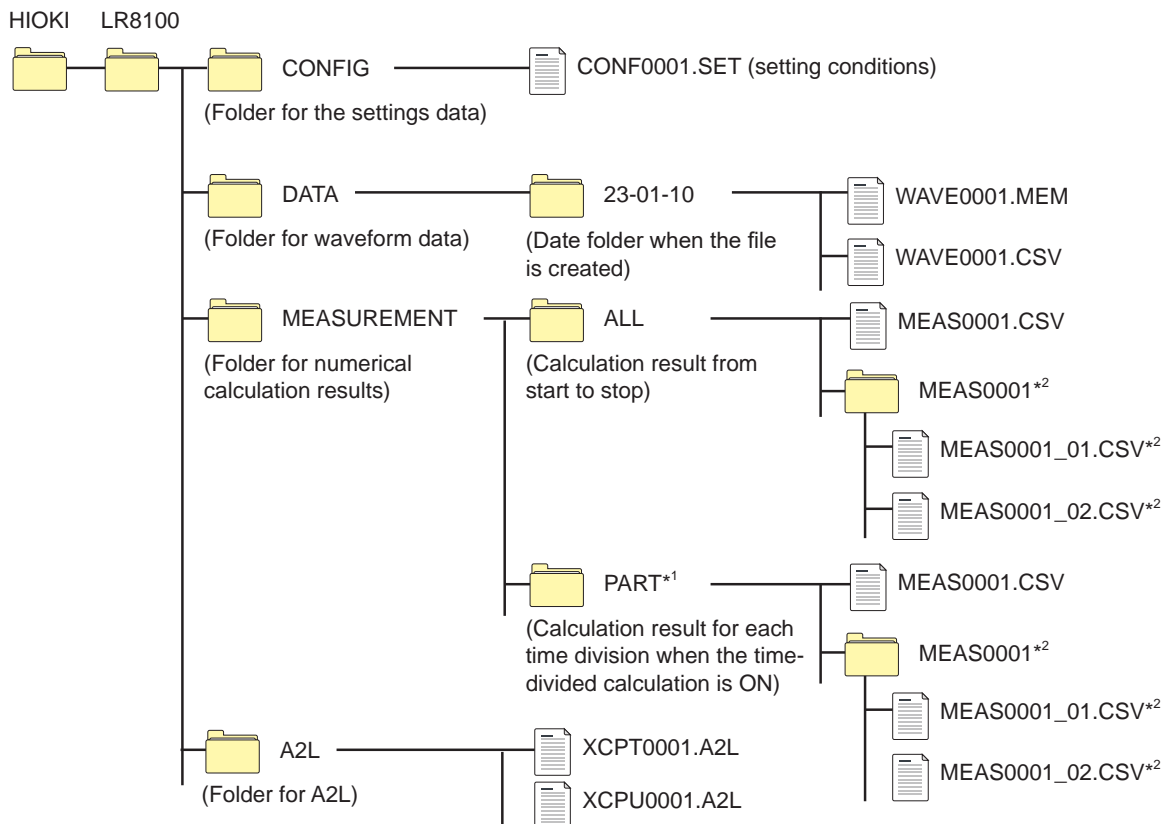 HIOKI LR8100
CONFIG CONF0001.SET (setting conditions)
(Folder for the settings data)
DATA 23-01-10 WAVE0001.MEM
(Folder for waveform data) (Date folder when the file
is created)
WAVE0001.CSV
MEASUREMENT ALL MEAS0001.CSV
(Folder for numerical
calculation results)
(Calculation result from
start to stop)
MEAS0001*2
MEAS0001_01.CSV*2
MEAS0001_02.CSV*2
PART*1 MEAS0001.CSV
(Calculation result for each
time division when the time-
divided calculation is ON)
MEAS0001*2
MEAS0001_01.CSV*2
MEAS0001_02.CSV*2
A2L XCPT0001.A2L
(Folder for A2L) XCPU0001.A2L